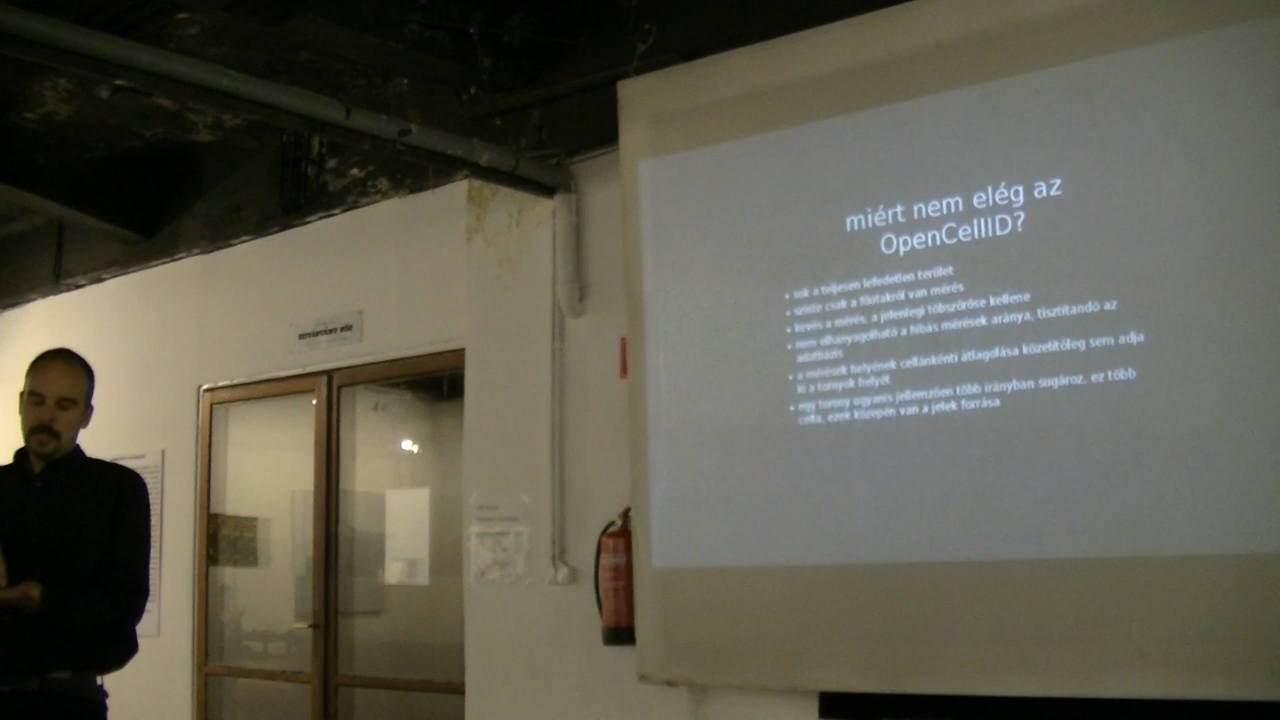 miért nem elég az
OpenCellID?
sok a teljesen lefedetlen terület
szinte csak a főutakról van mérés
kevés a mérés, a jelenlegi többszöröse kellene
nem elhanyagolható a hibás mérések aránya, tisztítandó az
adatbázis
a mérések helyének cellánkénti átlagolása közelítőleg sem adja
ki a tornyok helyét
egy torony ugyanis jellemzően több irányban sugároz, ez több
cella, ezek közepén van a jelek forrása